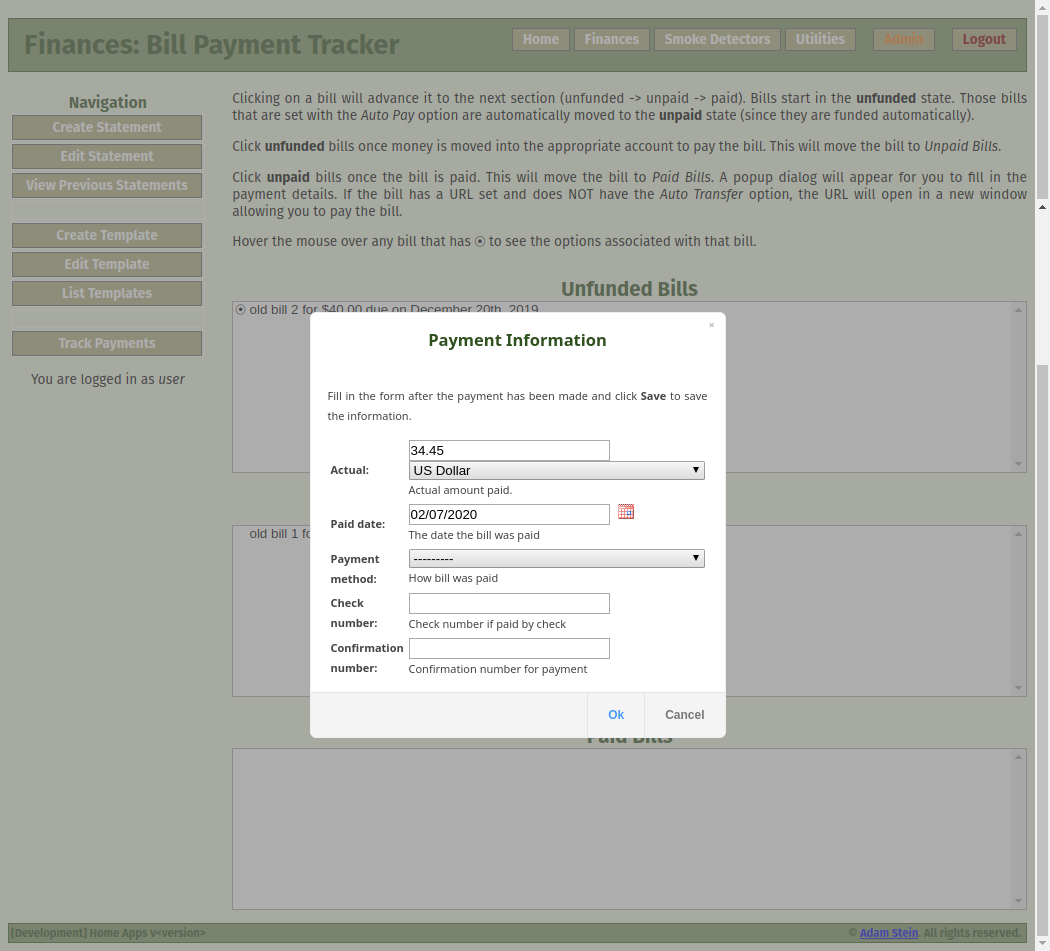 Finances: Bill Payment Tracker
Home
Finances
Smoke Detectors
Utilities
Admin
Logout
Navigation
Create Statement
Edit Statement
View Previous Statements
Create Template
Edit Template
List Templates
Track Payments
You are logged in as user
Clicking on a bill will advance it to the next section (unfunded -> unpaid -> paid). Bills start in the unfunded state. Those bills
that are set with the Auto Pay option are automatically moved to the unpaid state (since they are funded automatically).
Click unfunded bills once money is moved into the appropriate account to pay the bill. This will move the bill to Unpaid Bills.
Click unpaid bills once the bill is paid. This will move the bill to Paid Bills. A popup dialog will appear for you to fill in the
payment details. If the bill has a URL set and does NOT have the Auto Transfer option, the URL will open in a new window
allowing you to pay the bill.
Hover the mouse over any bill that has ⦿ to see the options associated with that bill.
Unfunded Bills
⦿ old bill 2 for $40.00 due on December 20th, 2019
×
Payment Information
Fill in the form after the payment has been made and click Save to save
the information.
Actual:
34.45
US Dollar
Actual amount paid.
Paid date:
02/07/2020
The date the bill was paid
Payment
method:
---------
How bill was paid
Check
number:
Check number if paid by check
Confirmation
number:
Confirmation number for payment
Ok
Cancel
old bill 1
Paid Bills
[Development] Home Apps v<version>
© Adam Stein. All rights reserved.